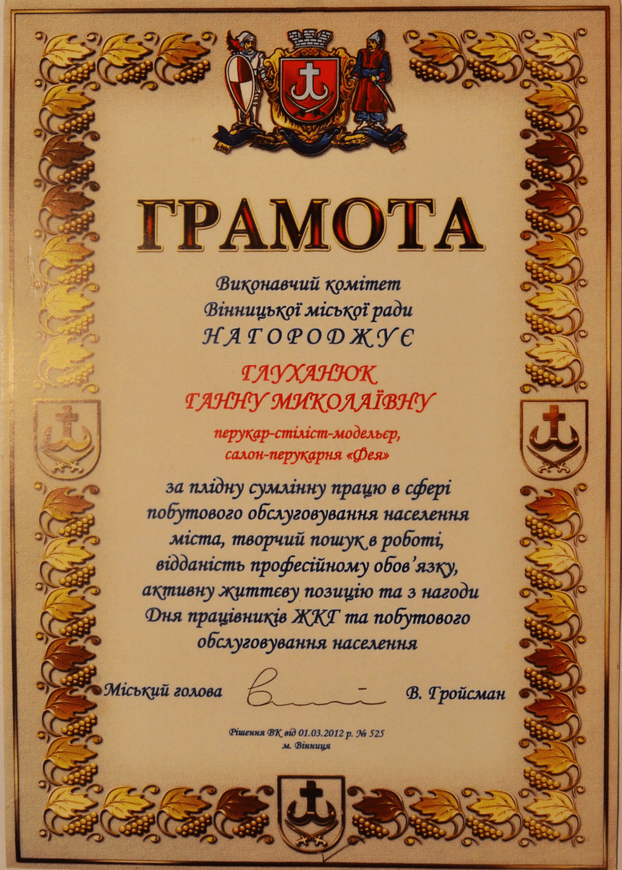 ГРАМОТА
Виконавчий комітет
Вінницької міської ради
НАГОРОДЖУЄ
ГЛУХАНЮК
ГАННУ МИКОЛАЇВНУ
перукар-стіліст-модельєр,
салон-перукарня «Фея»
за плідну сумлінну працю в сфері
побутового обслуговування населення
міста, творчий пошук в роботі,
відданість професійному обов’язку,
активну життєву позицію та з нагоди
Дня працівників ЖКГ та побутового
обслуговування населення
Міський голова В. Гройсман
Рішення ВК від 01.03.2012 р. № 525
м. Вінниця